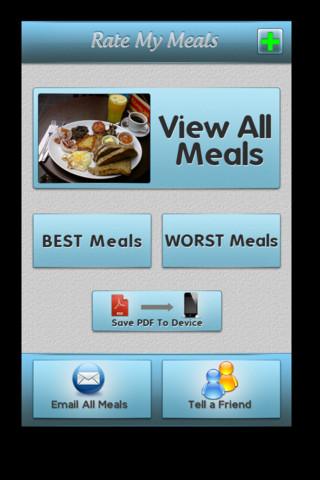 Rate My Meals
View All
Meals
BEST Meals
WORST Meals
PDF
Save PDF To Device
Email All Meals
Tell a Friend